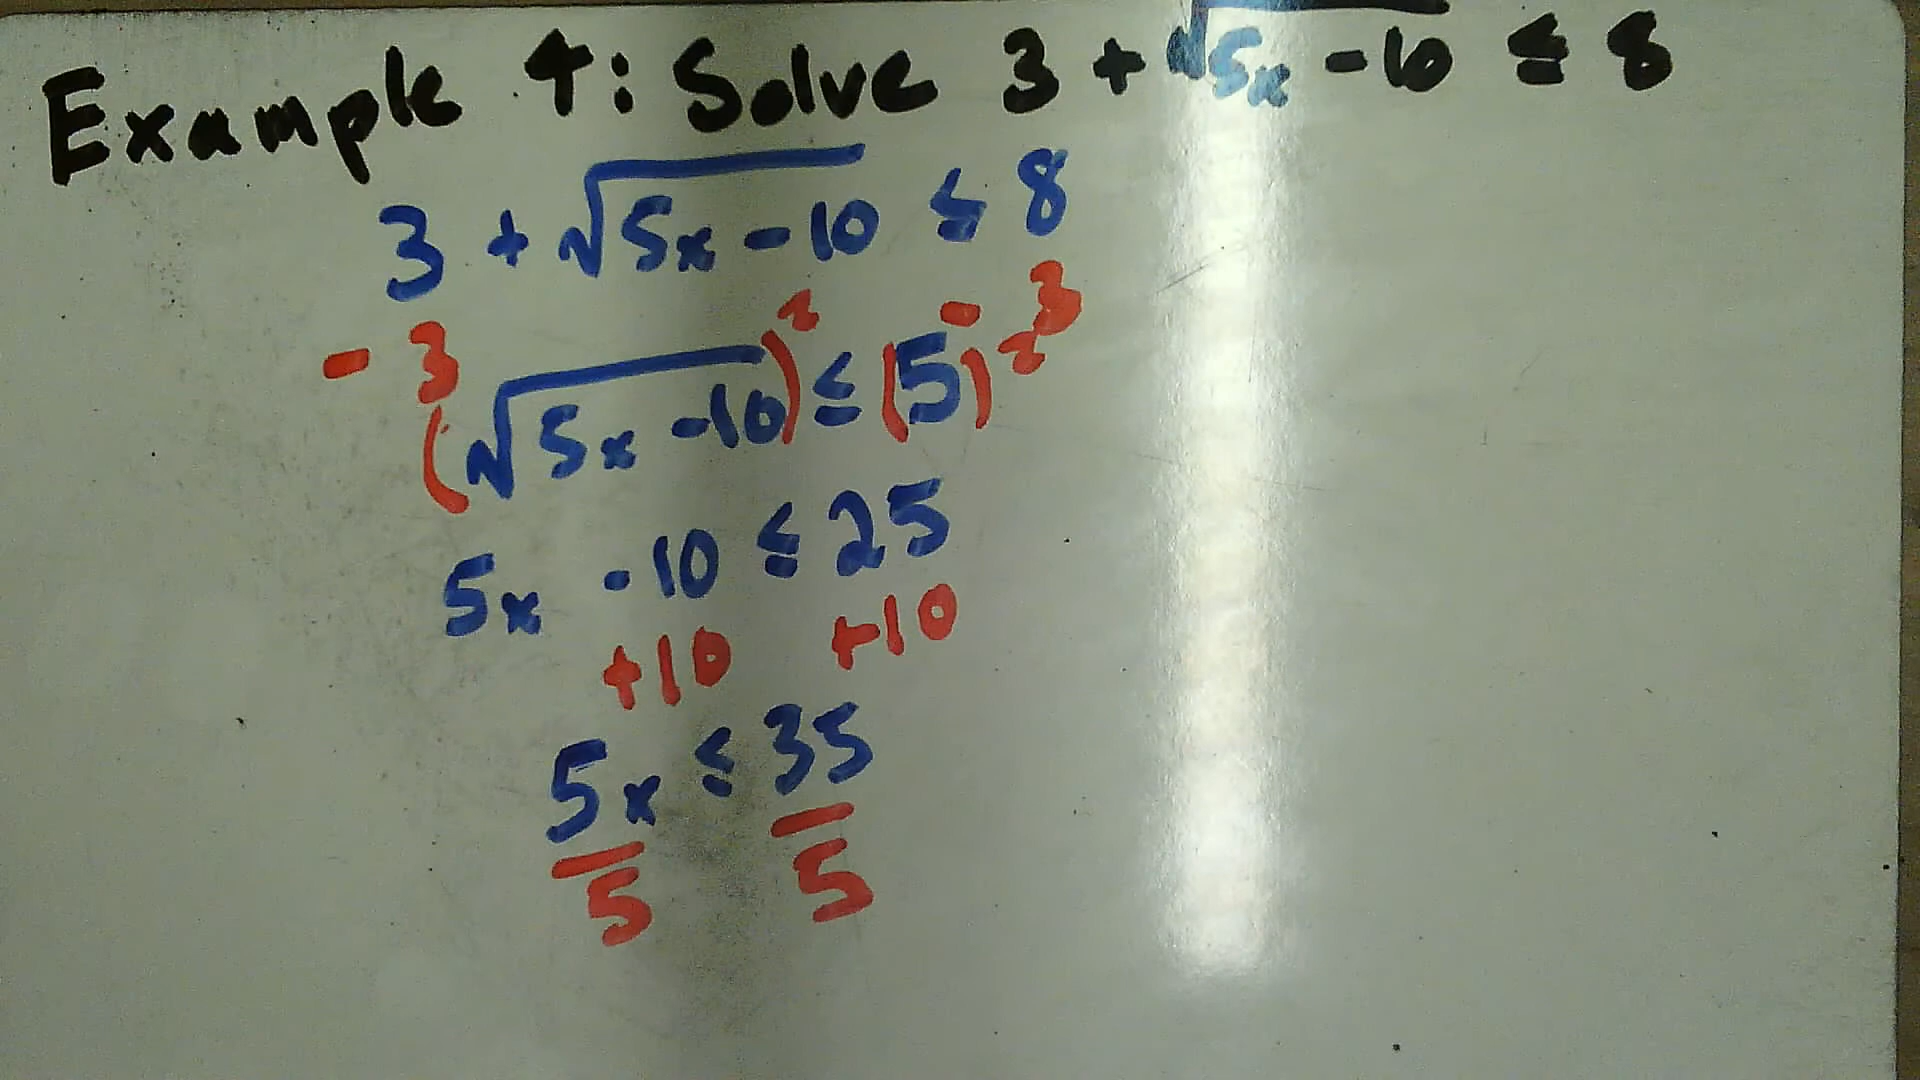 Example 4: Solve 3 + √5x - 10 ≤ 8
3 + √5x - 10 ≤ 8
- 3 - 3
(√5x - 10)² ≤ (5)²
5x - 10 ≤ 25
+10 +10
5x ≤ 35
5 5